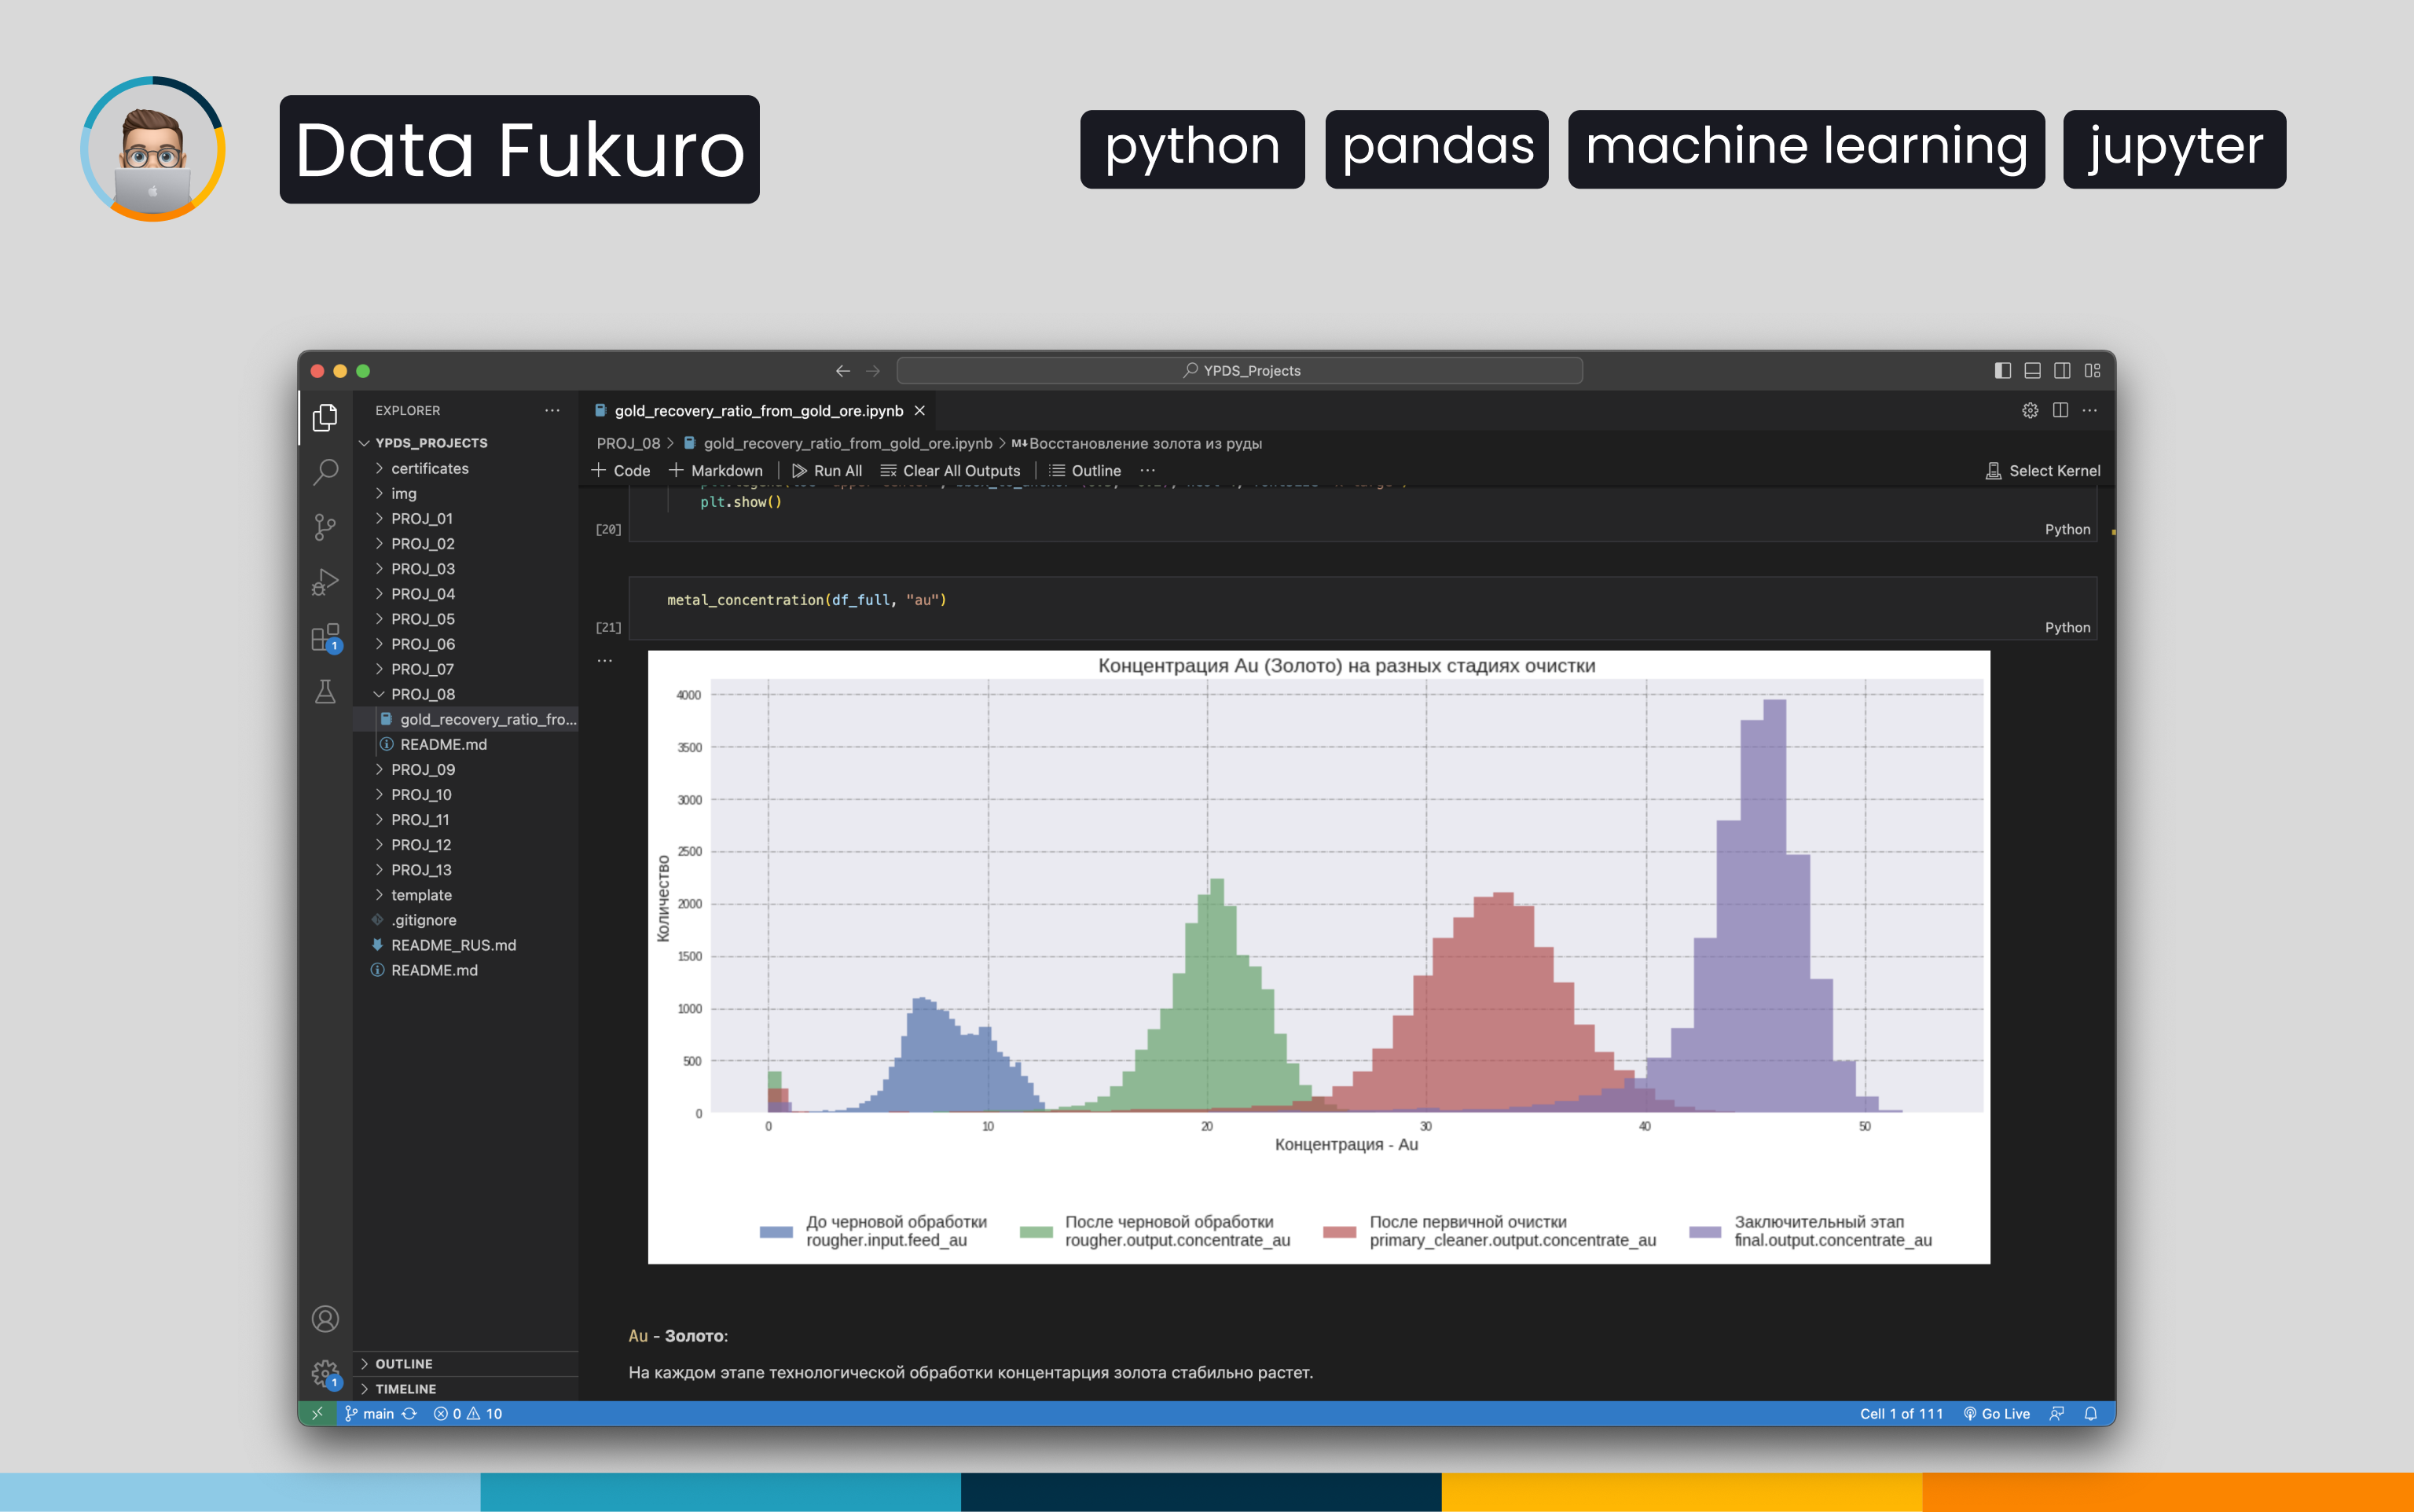 Data Fukuro
python
pandas
machine learning
jupyter
YPDS_Projects
EXPLORER
YPDS_PROJECTS
certificates
img
PROJ_01
PROJ_02
PROJ_03
PROJ_04
PROJ_05
PROJ_06
PROJ_07
PROJ_08
gold_recovery_ratio_fro...
README.md
PROJ_09
PROJ_10
PROJ_11
PROJ_12
PROJ_13
template
.gitignore
README_RUS.md
README.md
OUTLINE
TIMELINE
1
1
gold_recovery_ratio_from_gold_ore.ipynb
PROJ_08 > gold_recovery_ratio_from_gold_ore.ipynb > M↓Восстановление золота из руды
+ Code + Markdown Run All Clear All Outputs Outline ... Select Kernel
plt.show()
[20]
Python
metal_concentration(df_full, "au")
[21]
Python
...
Концентрация Au (Золото) на разных стадиях очистки
4000
3500
3000
2500
2000
1500
1000
500
0
Количество
0 10 20 30 40 50
Концентрация - Au
До черновой обработки
rougher.input.feed_au
После черновой обработки
rougher.output.concentrate_au
После первичной очистки
primary_cleaner.output.concentrate_au
Заключительный этап
final.output.concentrate_au
Au - Золото:
На каждом этапе технологической обработки концентарция золота стабильно растет.
main 0 10
Cell 1 of 111 Go Live